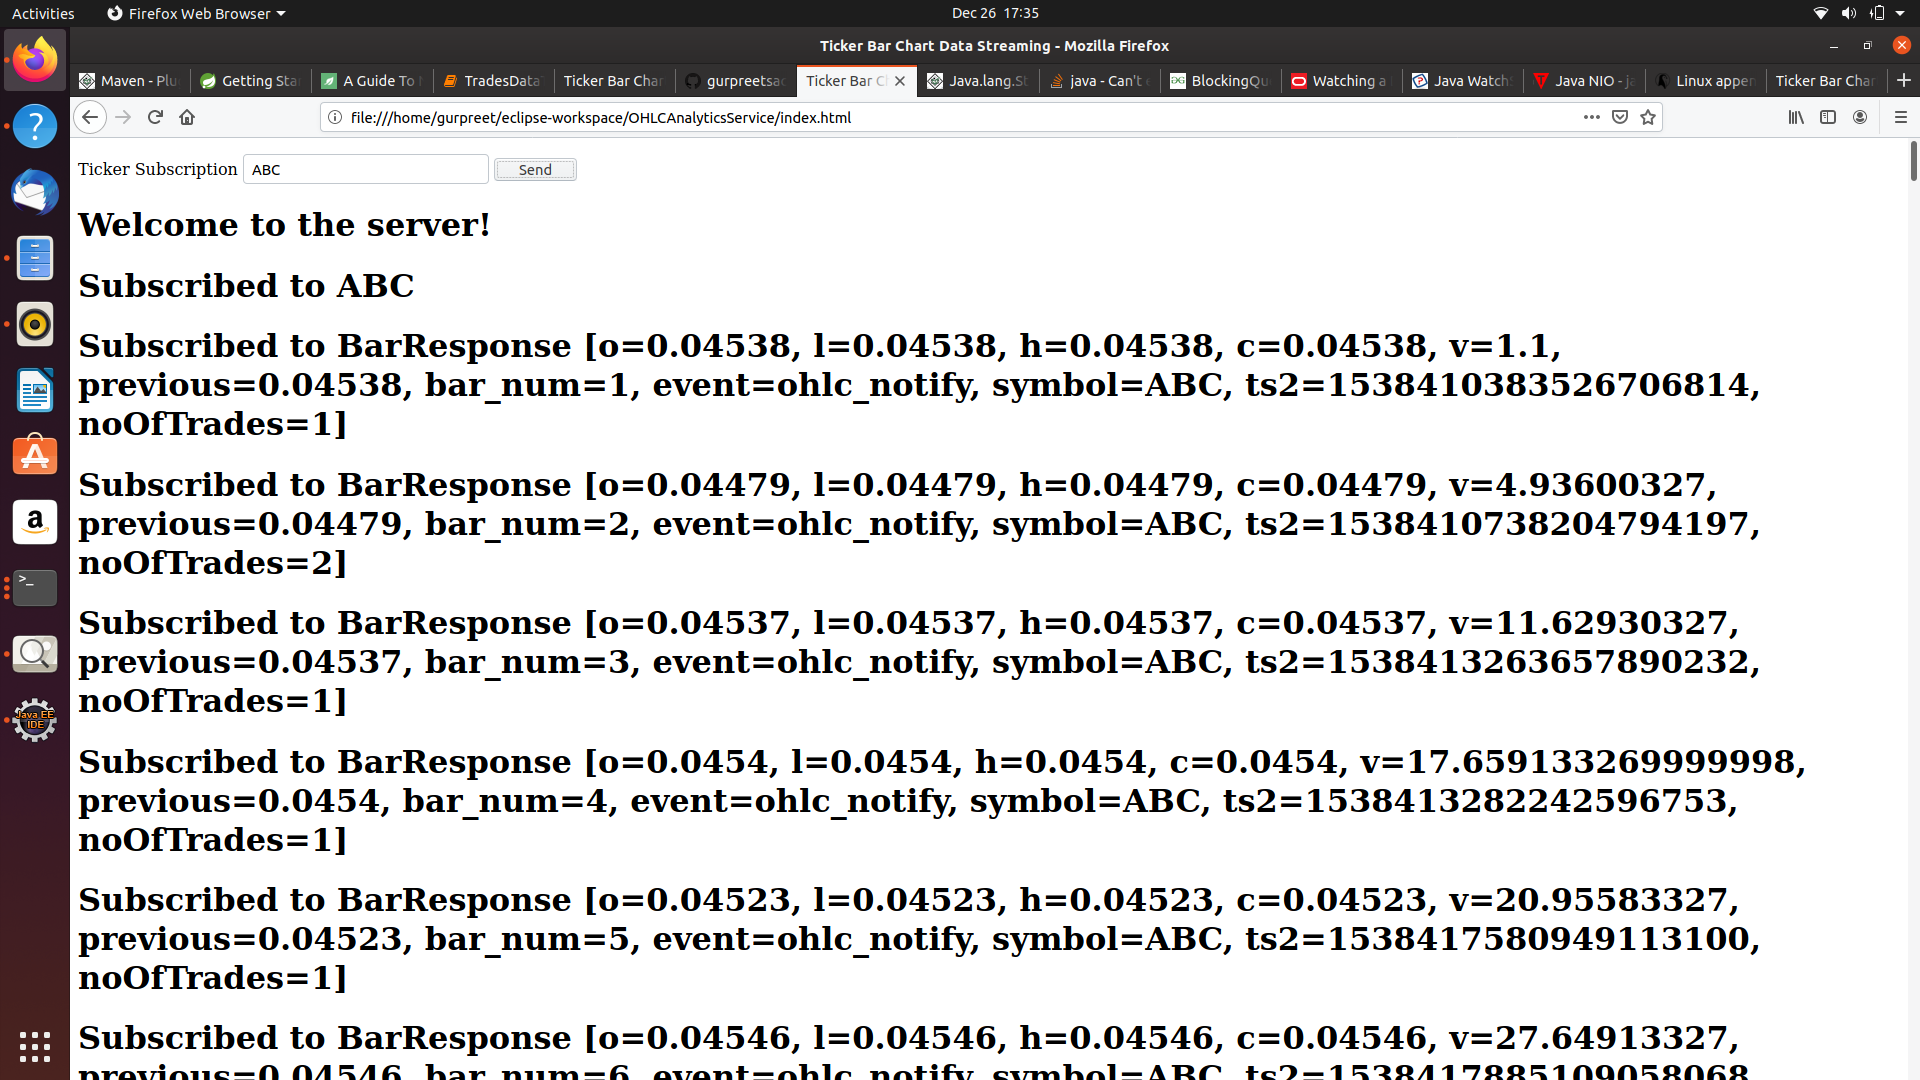 Activities Firefox Web Browser Dec 26 17:35
Ticker Bar Chart Data Streaming - Mozilla Firefox
Maven - Plu Getting Sta A Guide To TradesData Ticker Bar Char gurpreetsac Ticker Bar C Java.lang.St java - Can't BlockingQu Watching a Java Watch Java NIO - ja Linux appen Ticker Bar Char
file:///home/gurpreet/eclipse-workspace/OHLCAnalyticsService/index.html
Ticker Subscription ABC Send
Welcome to the server!
Subscribed to ABC
Subscribed to BarResponse [o=0.04538, l=0.04538, h=0.04538, c=0.04538, v=1.1,
previous=0.04538, bar_num=1, event=ohlc_notify, symbol=ABC, ts2=1538410383526706814,
noOfTrades=1]
Subscribed to BarResponse [o=0.04479, l=0.04479, h=0.04479, c=0.04479, v=4.93600327,
previous=0.04479, bar_num=2, event=ohlc_notify, symbol=ABC, ts2=1538410738204794197,
noOfTrades=2]
Subscribed to BarResponse [o=0.04537, l=0.04537, h=0.04537, c=0.04537, v=11.62930327,
previous=0.04537, bar_num=3, event=ohlc_notify, symbol=ABC, ts2=1538413263657890232,
noOfTrades=1]
Subscribed to BarResponse [o=0.0454, l=0.0454, h=0.0454, c=0.0454, v=17.659133269999998,
previous=0.0454, bar_num=4, event=ohlc_notify, symbol=ABC, ts2=1538413282242596753,
noOfTrades=1]
Subscribed to BarResponse [o=0.04523, l=0.04523, h=0.04523, c=0.04523, v=20.95583327,
previous=0.04523, bar_num=5, event=ohlc_notify, symbol=ABC, ts2=1538417580949113100,
noOfTrades=1]
Subscribed to BarResponse [o=0.04546, l=0.04546, h=0.04546, c=0.04546, v=27.64913327,
previous=0.04546, bar_num=6, event=ohlc_notify, symbol=ABC, ts2=1538417885109058068,
Java EE
IDE